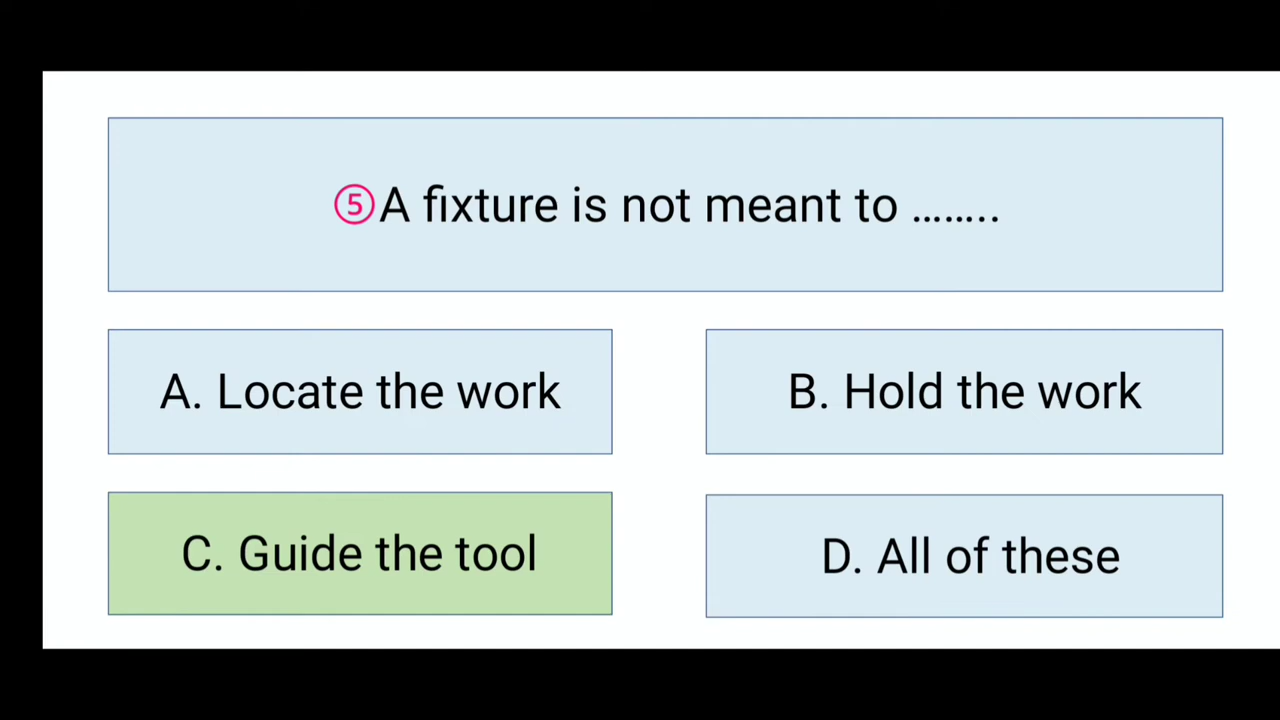 ⑤A fixture is not meant to ……..
A. Locate the work
B. Hold the work
C. Guide the tool
D. All of these